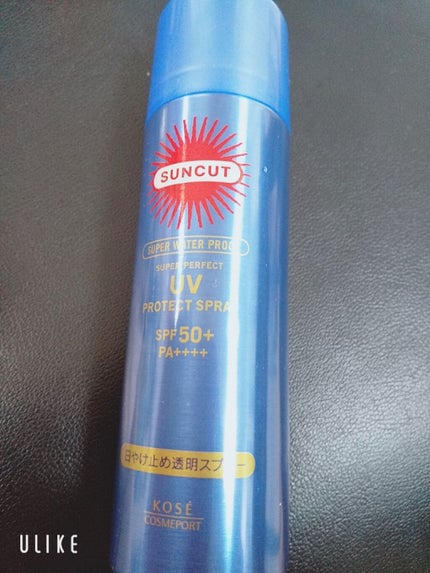 SUNCUT
SUPER WATER PROOF
SUPER PERFECT
UV
PROTECT SPRAY
SPF50+
PA++++
日やけ止め透明スプレー
KOSÉ
COSMEPORT
ULIKE